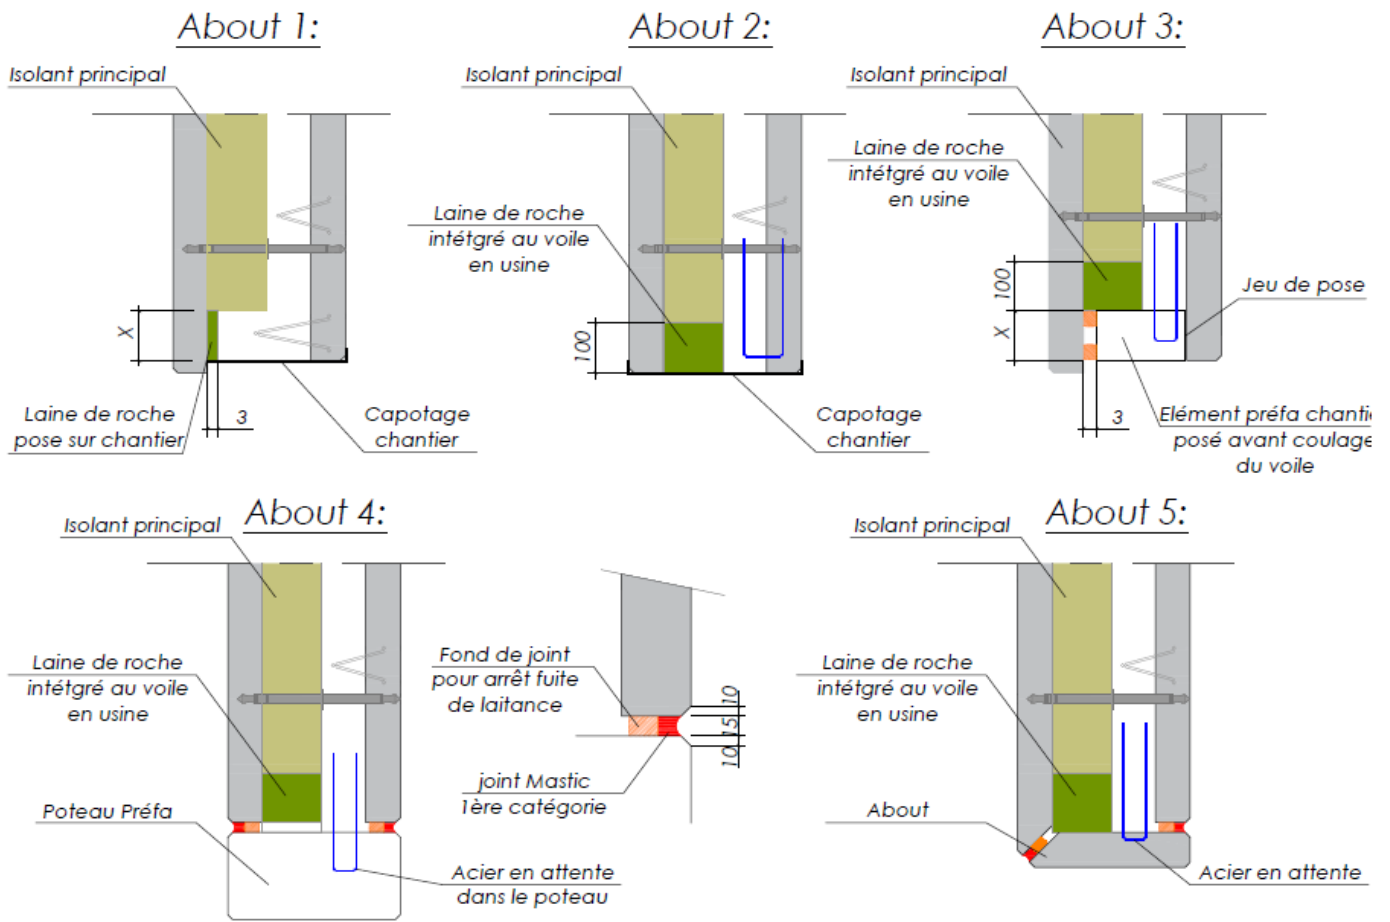 About 1:
Isolant principal
X
Laine de roche
pose sur chantier
3
Capotage
chantier
About 2:
Isolant principal
Laine de roche
intétgré au voile
en usine
100
Capotage
chantier
About 3:
Isolant principal
Laine de roche
intétgré au voile
en usine
100
X
Jeu de pose
3
Elément préfa chanti
posé avant coulage
du voile
About 4:
Isolant principal
Laine de roche
intétgré au voile
en usine
Poteau Préfa
Acier en attente
dans le poteau
Fond de joint
pour arrêt fuite
de laitance
10
15
10
joint Mastic
1ère catégorie
About 5:
Isolant principal
Laine de roche
intétgré au voile
en usine
About
Acier en attente